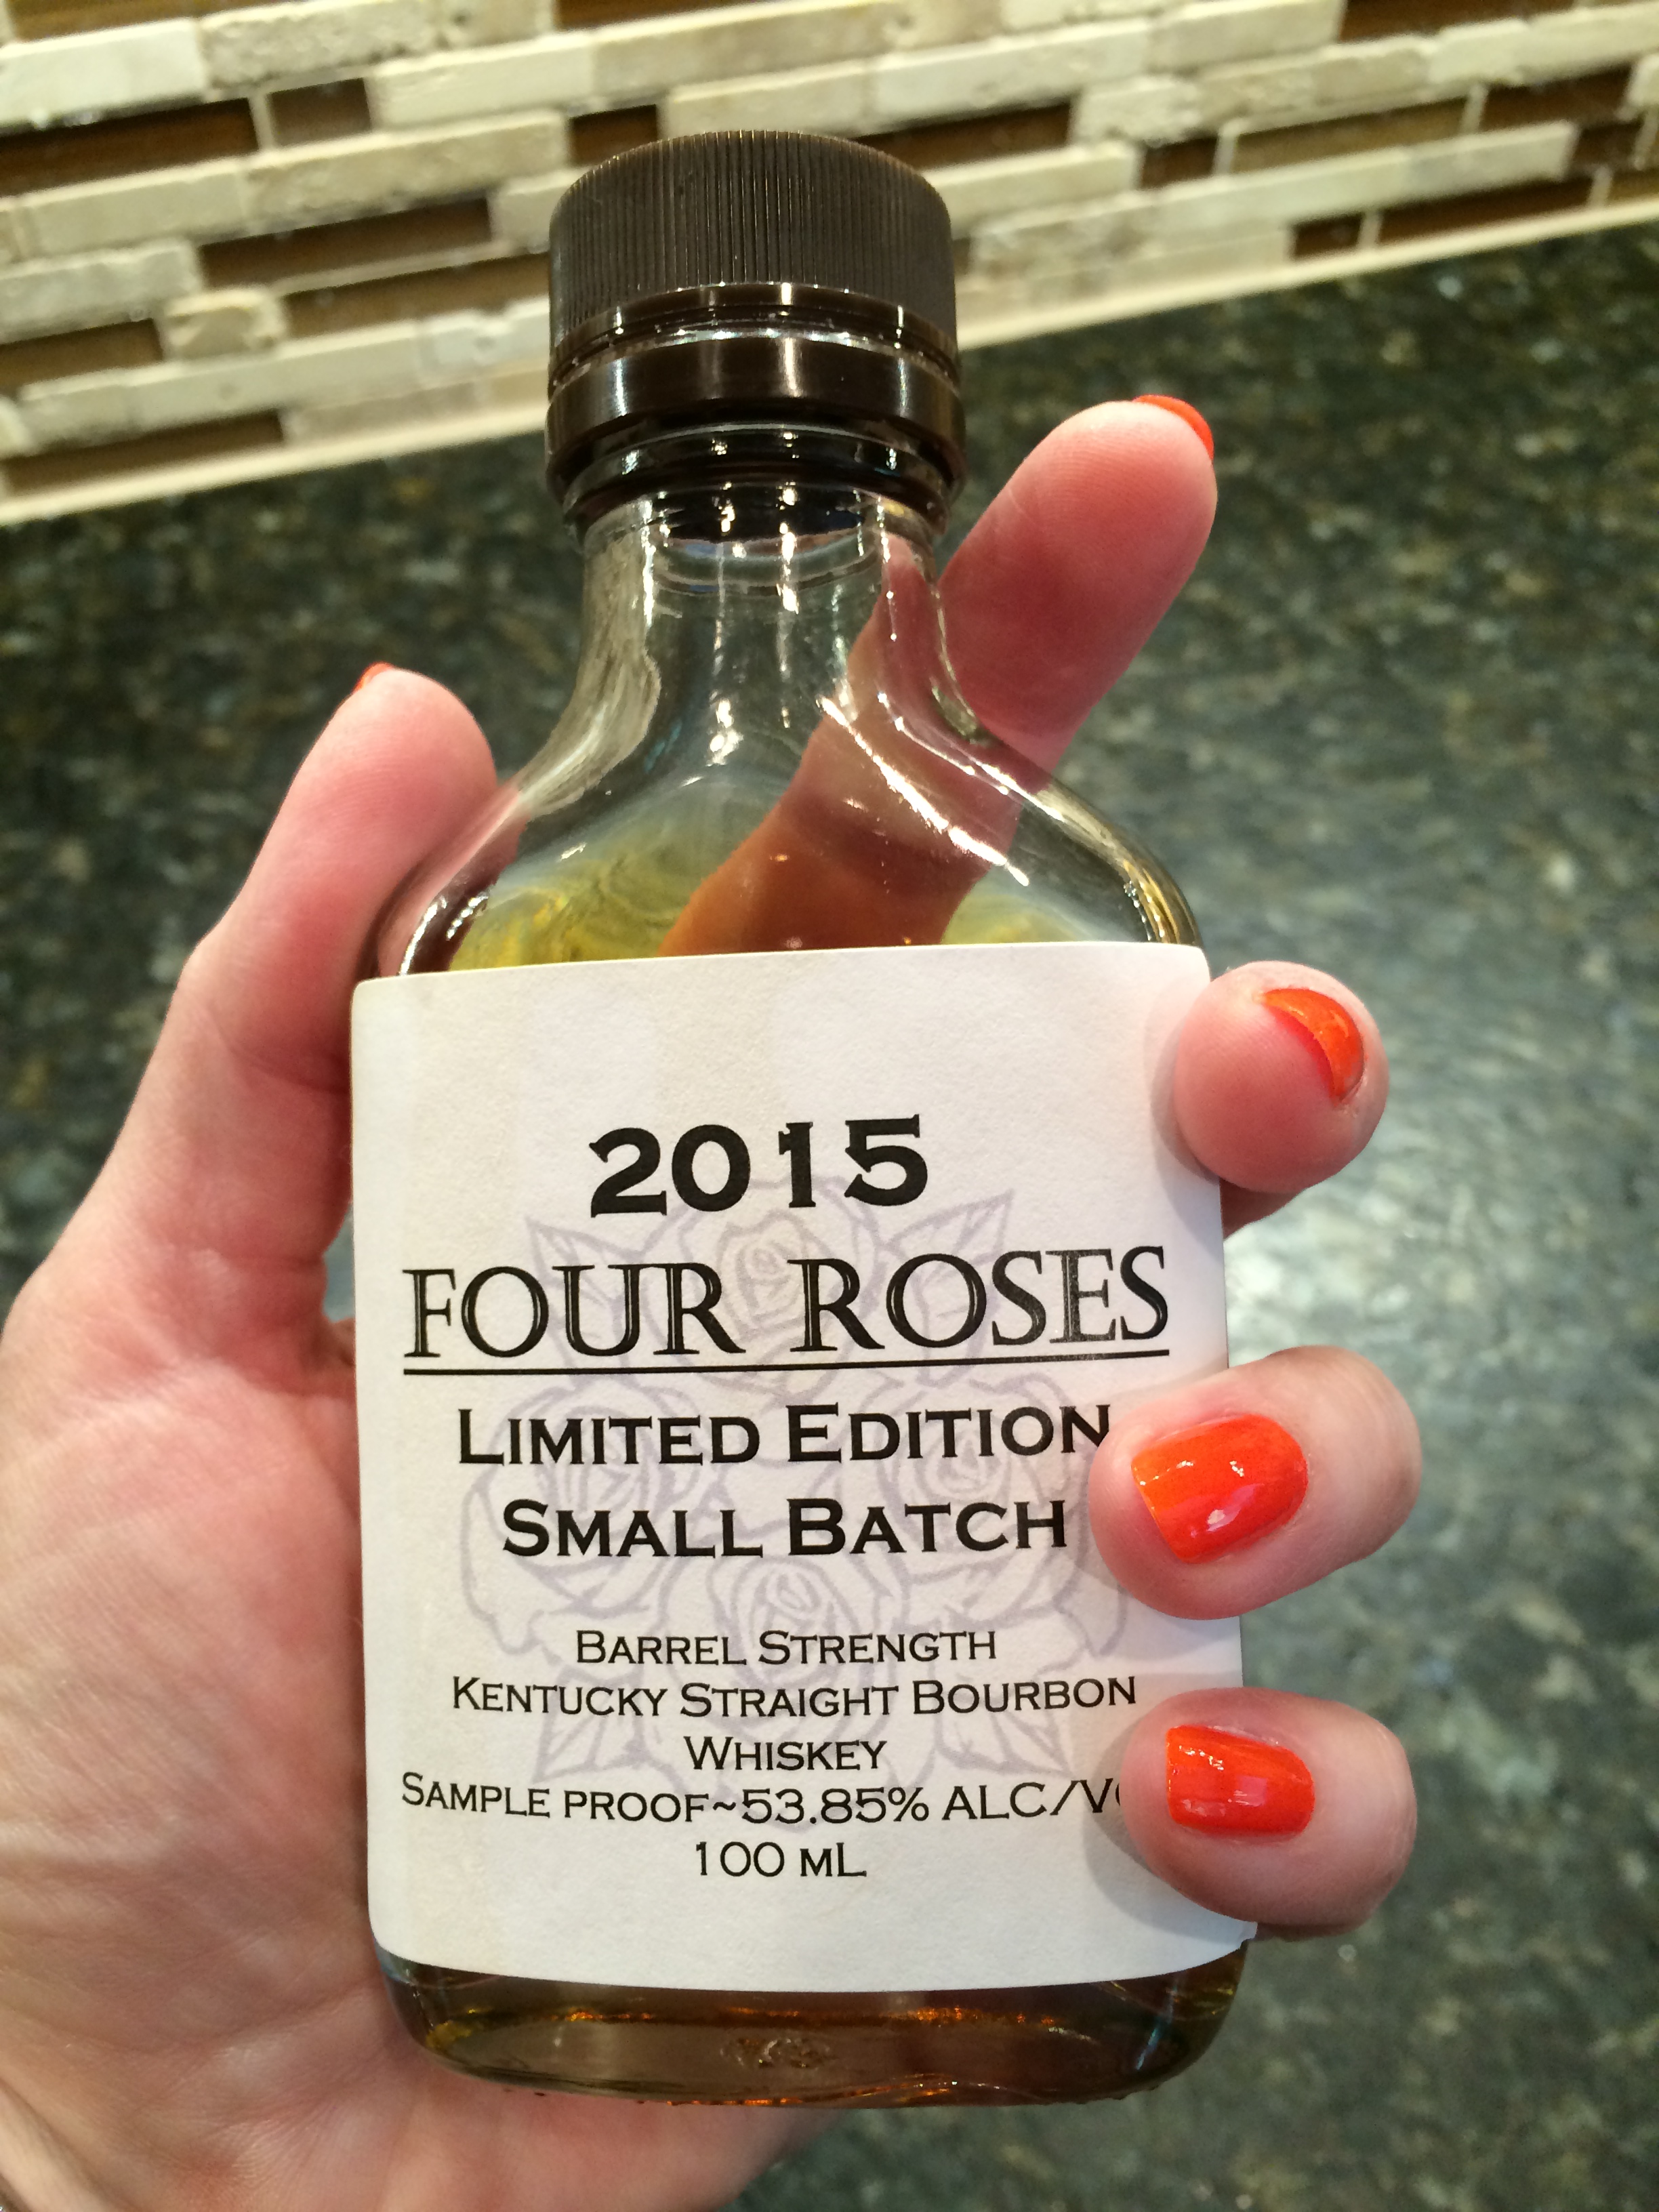 2015
FOUR ROSES
LIMITED EDITION
SMALL BATCH
BARREL STRENGTH
KENTUCKY STRAIGHT BOURBON
WHISKEY
SAMPLE PROOF~53.85% ALC/V
100 ML